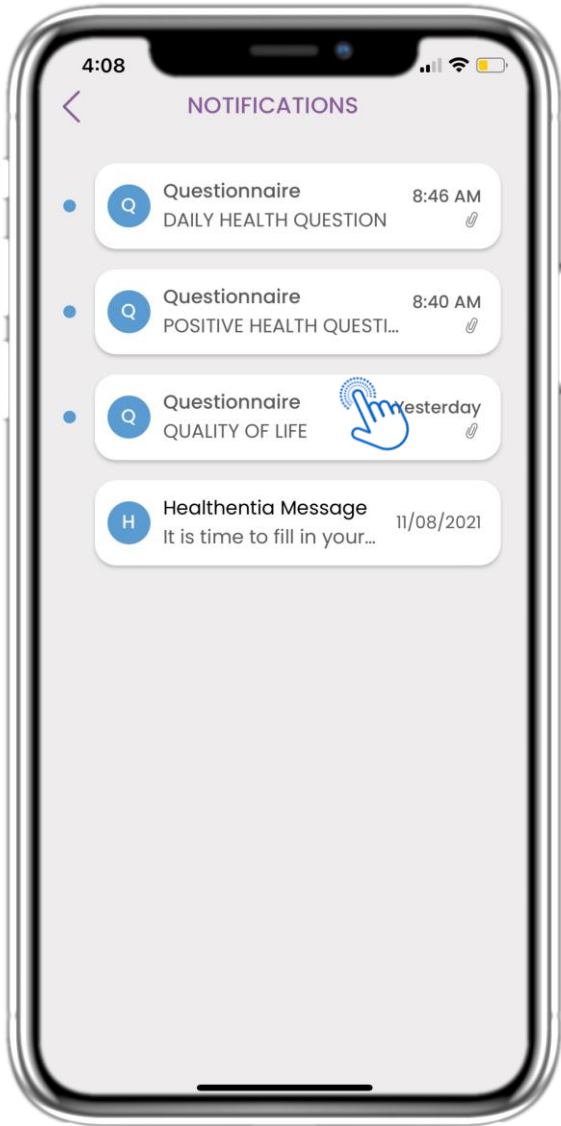 4:08
NOTIFICATIONS
Q
Questionnaire
8:46 AM
DAILY HEALTH QUESTION
Q
Questionnaire
8:40 AM
POSITIVE HEALTH QUESTI...
Q
Questionnaire
Yesterday
QUALITY OF LIFE
H
Healthentia Message
11/08/2021
It is time to fill in your...